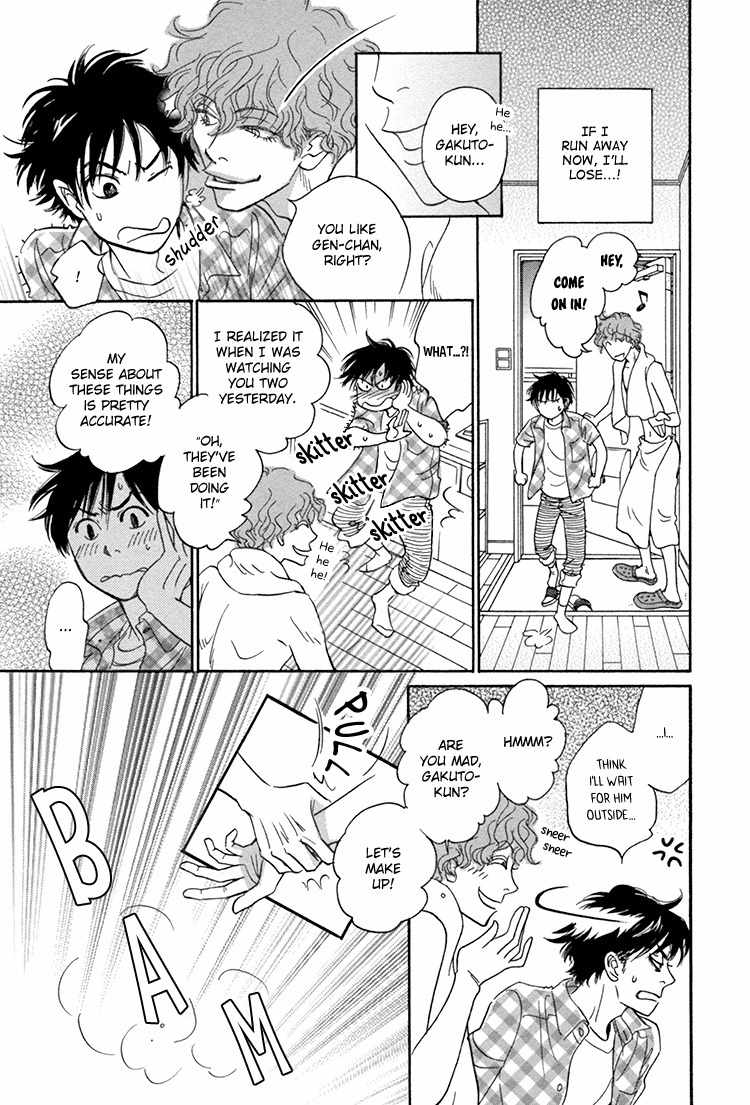 IF I
RUN AWAY
NOW, I'LL
LOSE...!
HEY,
COME
ON IN!
He
he...
HEY,
GAKUTO-
KUN...
YOU LIKE
GEN-CHAN,
RIGHT?
shudder
!
WHAT...?!
skitter
skitter
skitter
I REALIZED IT
WHEN I WAS
WATCHING
YOU TWO
YESTERDAY.
"OH,
THEY'VE
BEEN
DOING
IT!"
He
he
he!
MY
SENSE ABOUT
THESE THINGS
IS PRETTY
ACCURATE!
...
...I...
THINK
I'LL WAIT
FOR HIM
OUTSIDE...
HMMM?
ARE
YOU MAD,
GAKUTO-
KUN?
sneer
sneer
LET'S
MAKE
UP!
PULL
BAM